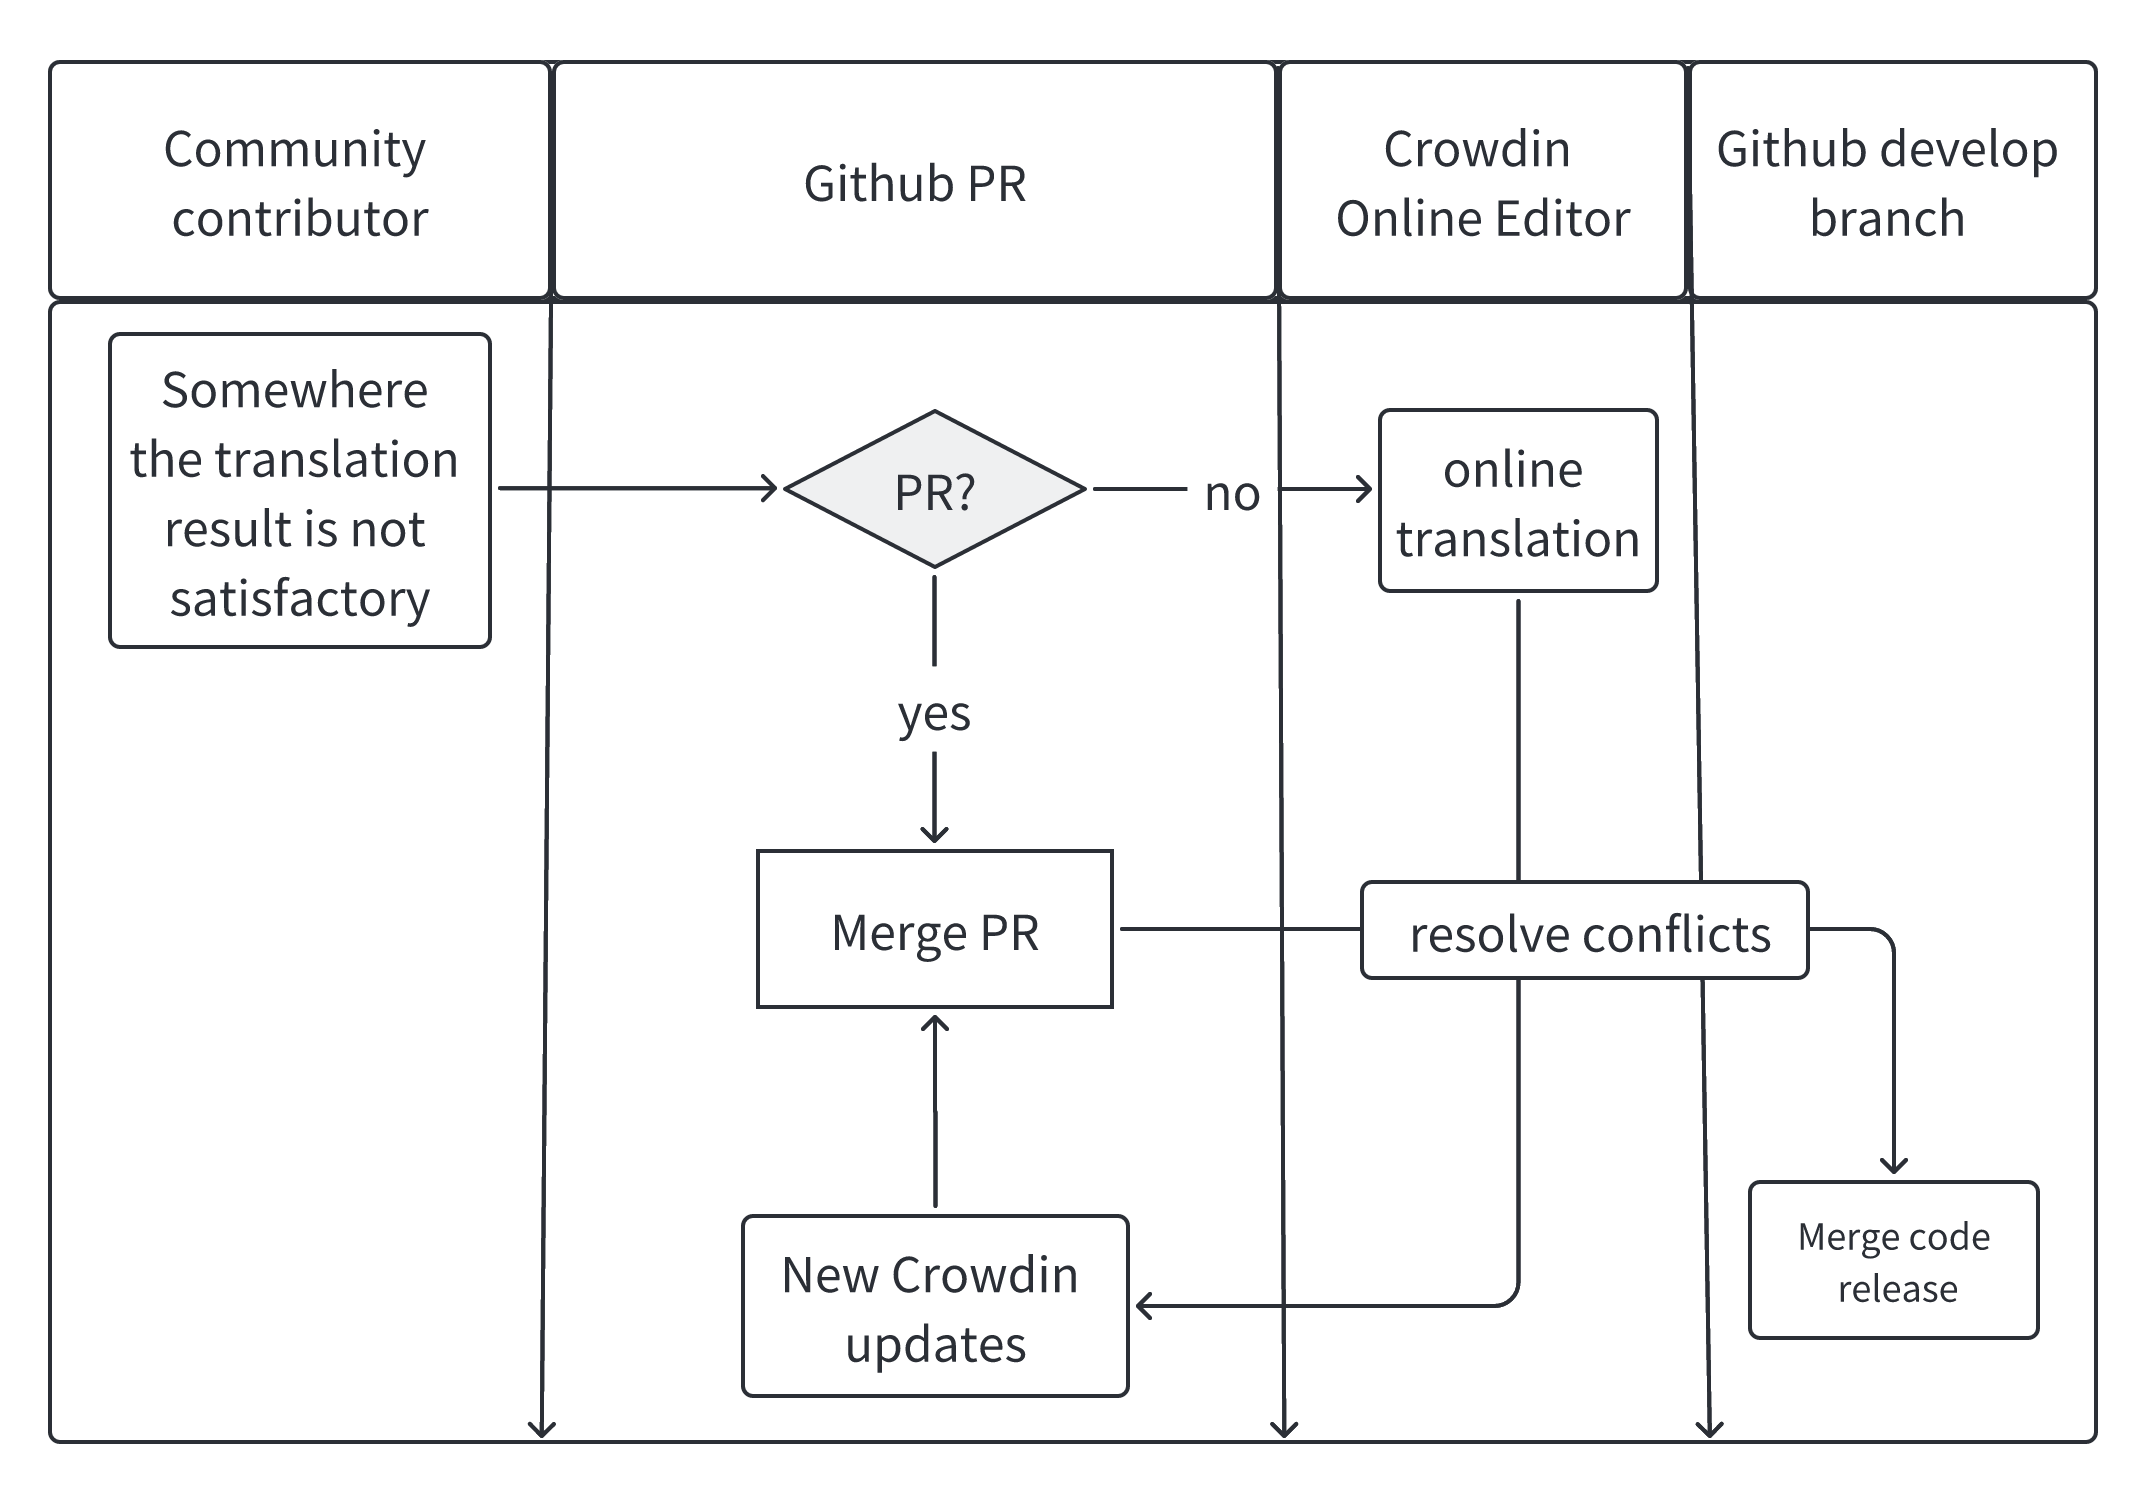 Community
contributor
Github PR
Crowdin
Online Editor
Github develop
branch
Somewhere
the translation
result is not
satisfactory
PR?
no
online
translation
yes
Merge PR
resolve conflicts
New Crowdin
updates
Merge code
release